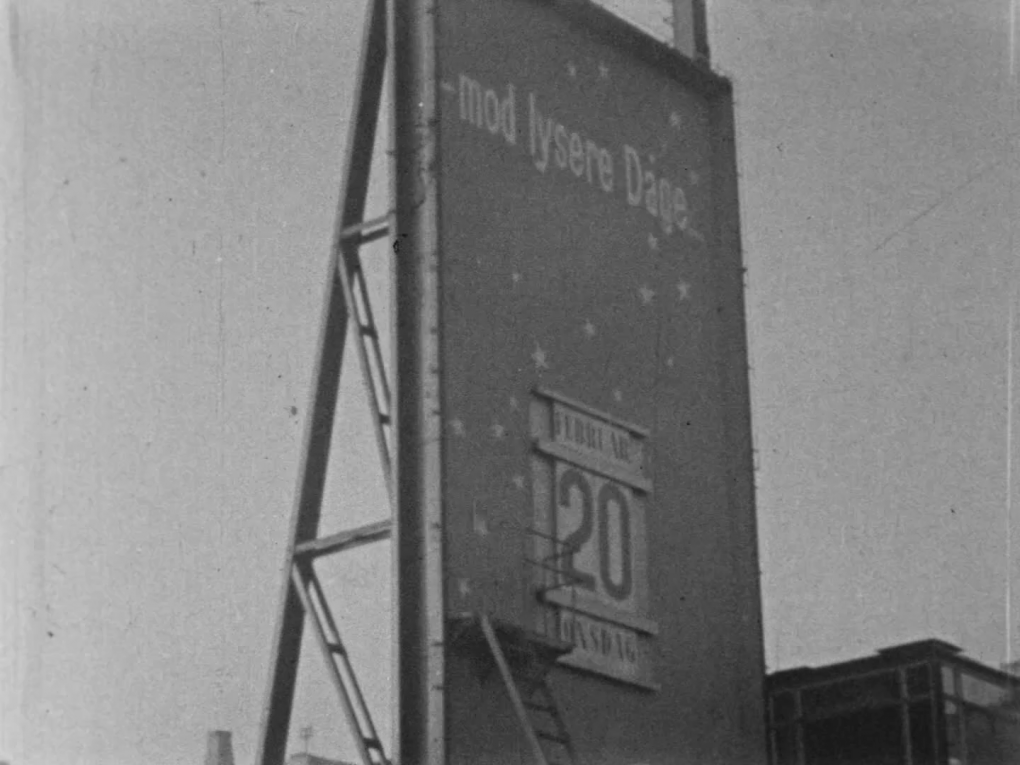 -mod lysere Dage.
FEBRUAR
20
ONSDAG